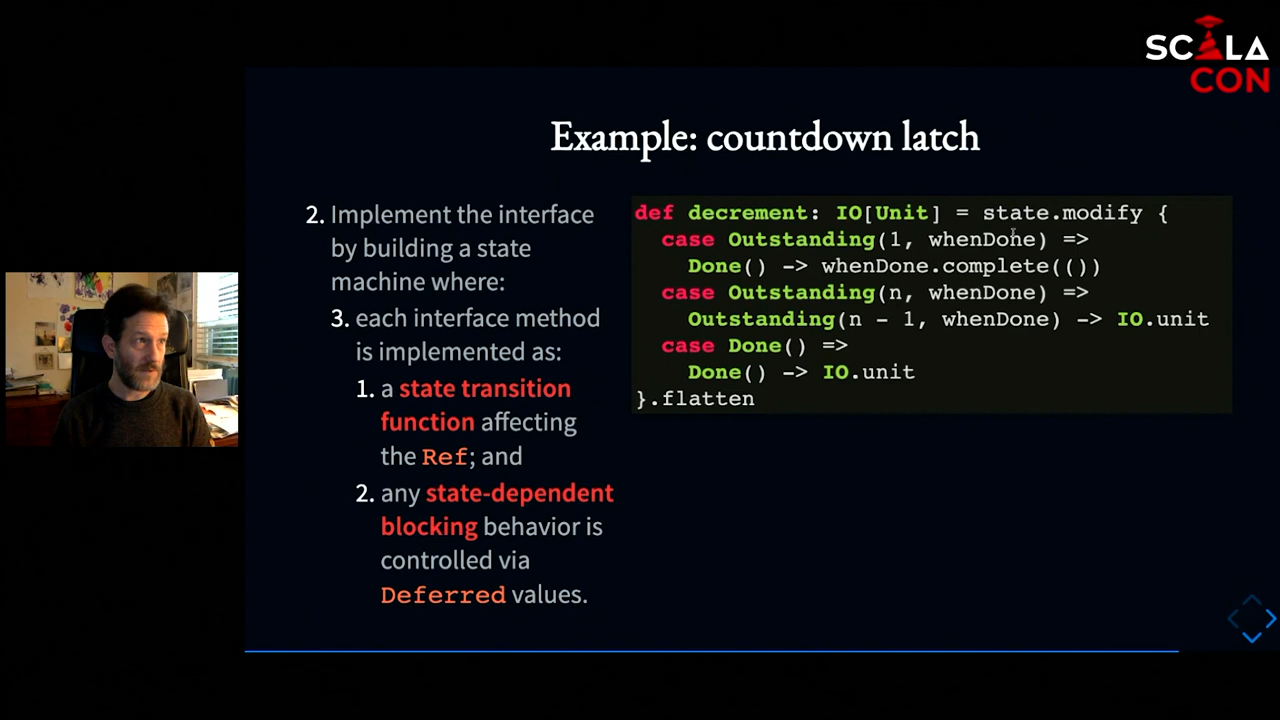 SCALA
CON
Example: countdown latch
2. Implement the interface
by building a state
machine where:
3. each interface method
is implemented as:
1. a state transition
function affecting
the Ref; and
2. any state-dependent
blocking behavior is
controlled via
Deferred values.
def decrement: IO[Unit] = state.modify {
case Outstanding(1, whenDone) =>
Done() -> whenDone.complete(())
case Outstanding(n, whenDone) =>
Outstanding(n - 1, whenDone) -> IO.unit
case Done() =>
Done() -> IO.unit
}.flatten